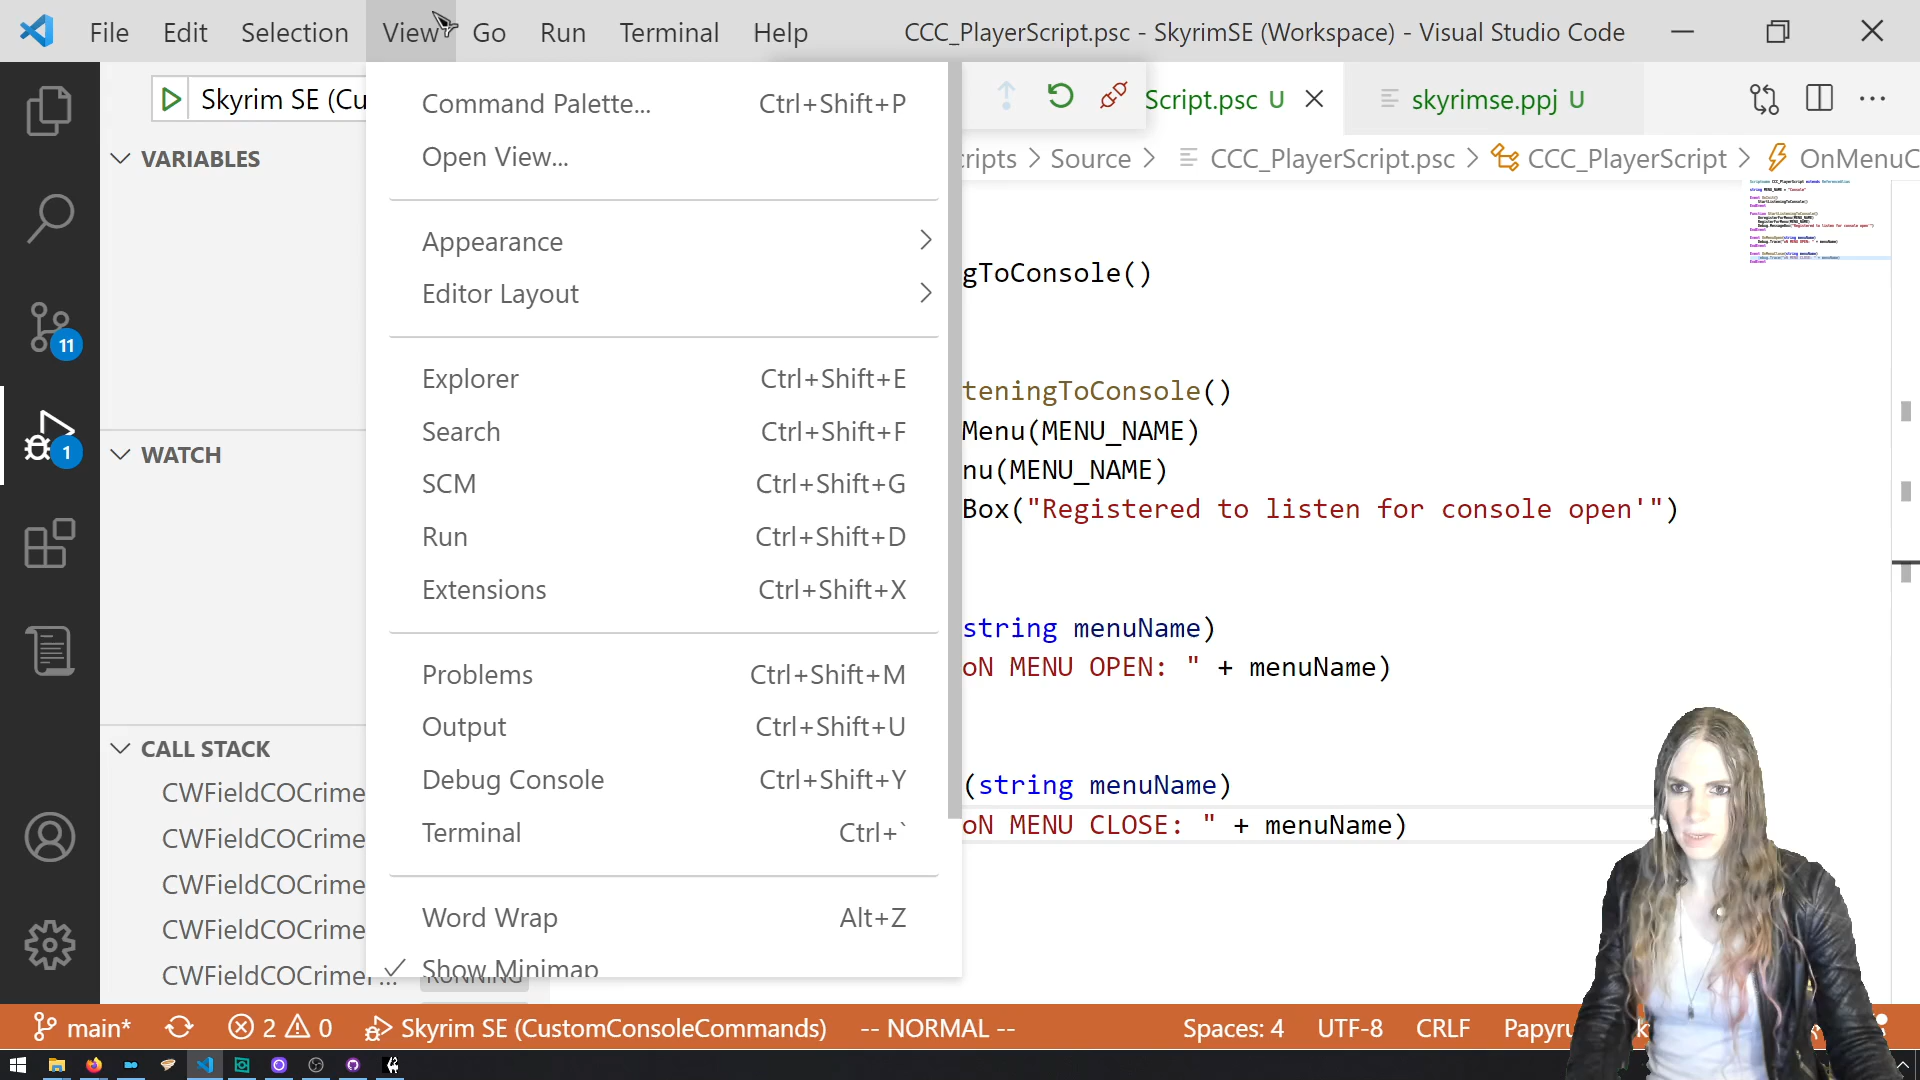 File Edit Selection View Go Run Terminal Help CCC_PlayerScript.psc - SkyrimSE (Workspace) - Visual Studio Code
Skyrim SE (Cu
Script.psc U skyrimse.ppj U
cripts > Source > CCC_PlayerScript.psc > CCC_PlayerScript > OnMenuC
VARIABLES
WATCH
CALL STACK
CWFieldCOCrime
CWFieldCOCrime
CWFieldCOCrime
CWFieldCOCrime
CWFieldCOCrimer... RUNNING
11
1
Command Palette... Ctrl+Shift+P
Open View...
Appearance
Editor Layout
Explorer Ctrl+Shift+E
Search Ctrl+Shift+F
SCM Ctrl+Shift+G
Run Ctrl+Shift+D
Extensions Ctrl+Shift+X
Problems Ctrl+Shift+M
Output Ctrl+Shift+U
Debug Console Ctrl+Shift+Y
Terminal Ctrl+`
Word Wrap Alt+Z
Show Minimap
gToConsole()
teningToConsole()
Menu(MENU_NAME)
nu(MENU_NAME)
Box("Registered to listen for console open'")
string menuName)
oN MENU OPEN: " + menuName)
(string menuName)
oN MENU CLOSE: " + menuName)
main* 2 0 Skyrim SE (CustomConsoleCommands) -- NORMAL -- Spaces: 4 UTF-8 CRLF Papyru